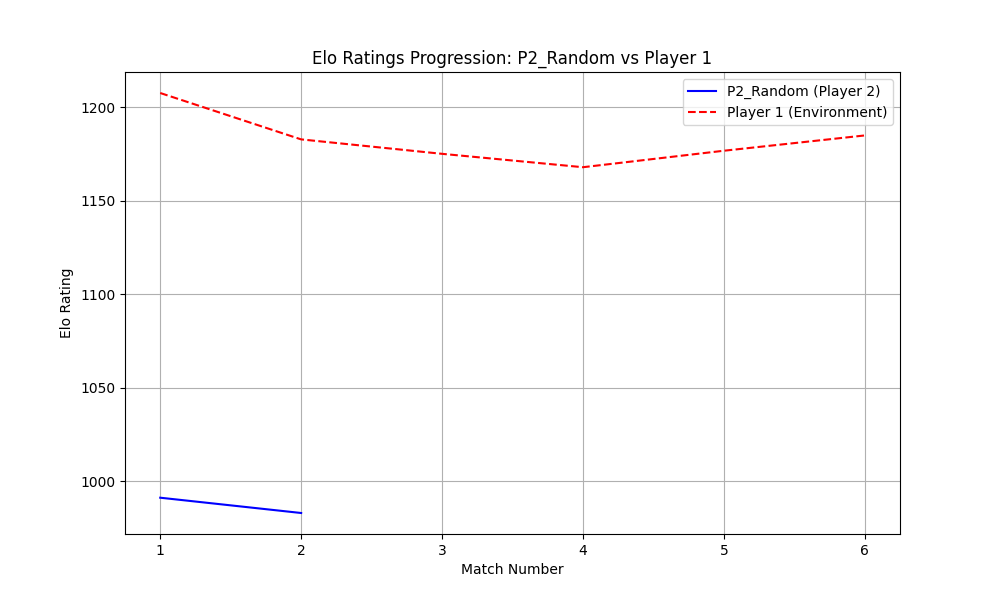 Elo Ratings Progression: P2_Random vs Player 1
P2_Random (Player 2)
Player 1 (Environment)
Elo Rating
1200
1150
1100
1050
1000
1 2 3 4 5 6
Match Number